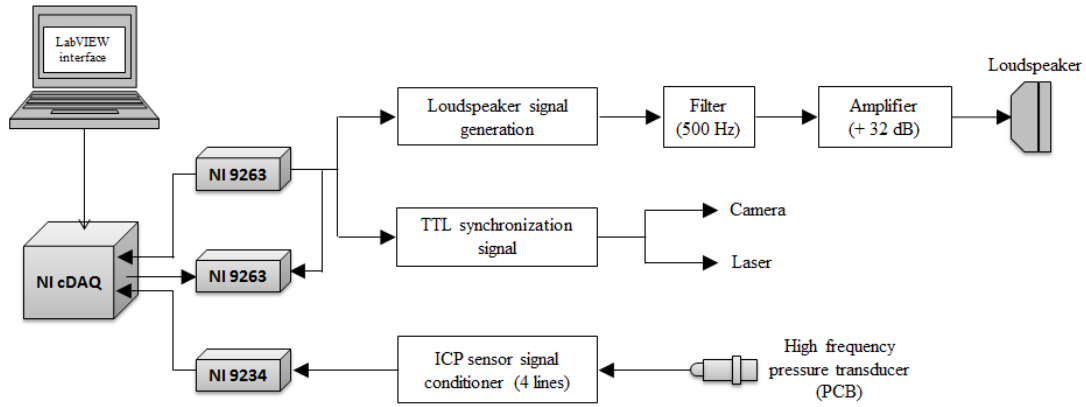 LabVIEW
interface
Loudspeaker
Loudspeaker signal
generation
Filter
(500 Hz)
Amplifier
(+ 32 dB)
NI 9263
TTL synchronization
signal
Camera
Laser
NI cDAQ
NI 9263
NI 9234
ICP sensor signal
conditioner (4 lines)
High frequency
pressure transducer
(PCB)